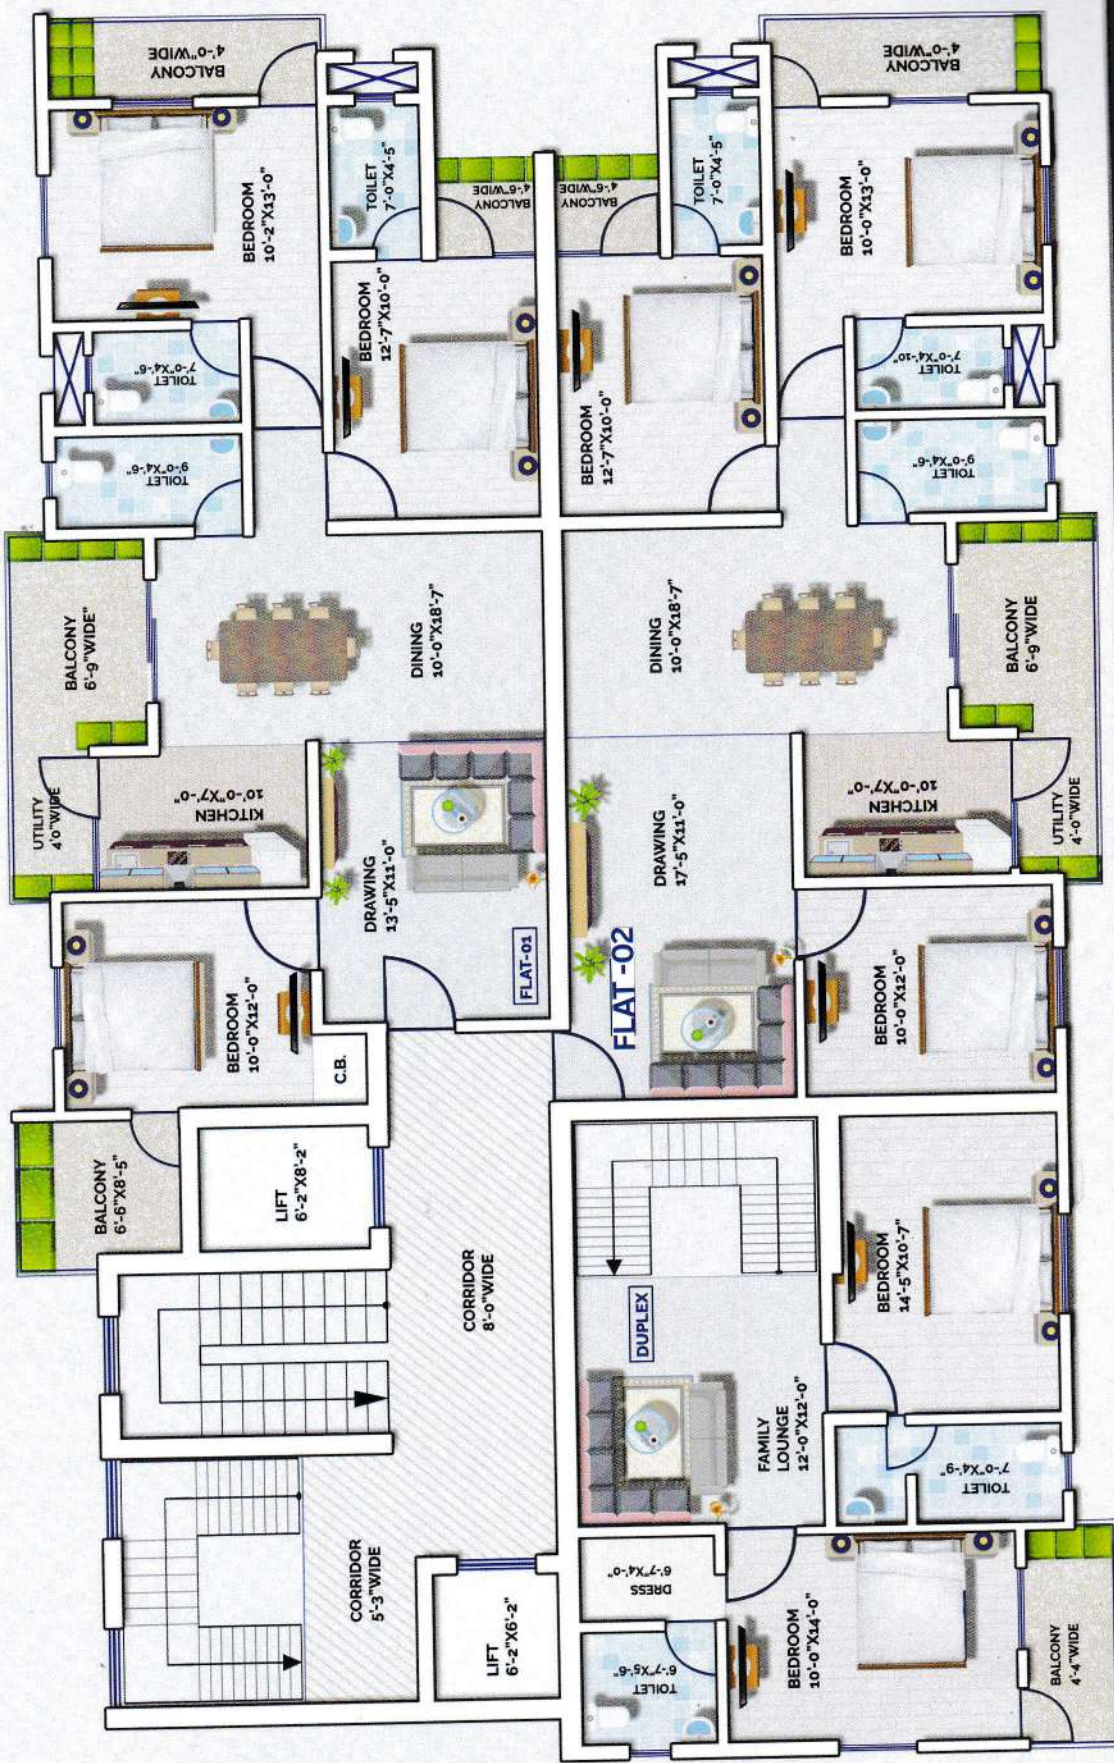 BALCONY
4'-0"WIDE
BEDROOM
10'-2"X13'-0"
TOILET
7'-0"X4'-5"
BALCONY
4'-6"WIDE
BALCONY
4'-6"WIDE
TOILET
7'-0"X4'-5"
BALCONY
4'-0"WIDE
BEDROOM
10'-0"X13'-0"
TOILET
7'-0"X4'-6"
BEDROOM
12'-7"X10'-0"
BEDROOM
12'-7"X10'-0"
TOILET
7'-0"X4'-10"
TOILET
9'-0"X4'-6"
TOILET
9'-0"X4'-6"
BALCONY
6'-9"WIDE"
DINING
10'-0"X18'-7"
DINING
10'-0"X18'-7"
BALCONY
6'-9"WIDE
UTILITY
4'0"WIDE
KITCHEN
10'-0"X7'-0"
DRAWING
13'-5"X11'-0"
FLAT-01
DRAWING
17'-5"X11'-0"
FLAT -02
KITCHEN
10'-0"X7'-0"
UTILITY
4'-0"WIDE
BEDROOM
10'-0"X12'-0"
C.B.
BEDROOM
10'-0"X12'-0"
BALCONY
6'-6"X8'-5"
LIFT
6'-2"X8'-2"
CORRIDOR
8'-0"WIDE
DUPLEX
BEDROOM
14'-5"X10'-7"
FAMILY
LOUNGE
12'-0"X12'-0"
TOILET
7'-0"X4'-9"
CORRIDOR
5'-3"WIDE
LIFT
6'-2"X6'-2"
DRESS
6'-7"X4'-0"
TOILET
6'-7"X5'-6"
BEDROOM
10'-0"X14'-0"
BALCONY
4'-4"WIDE